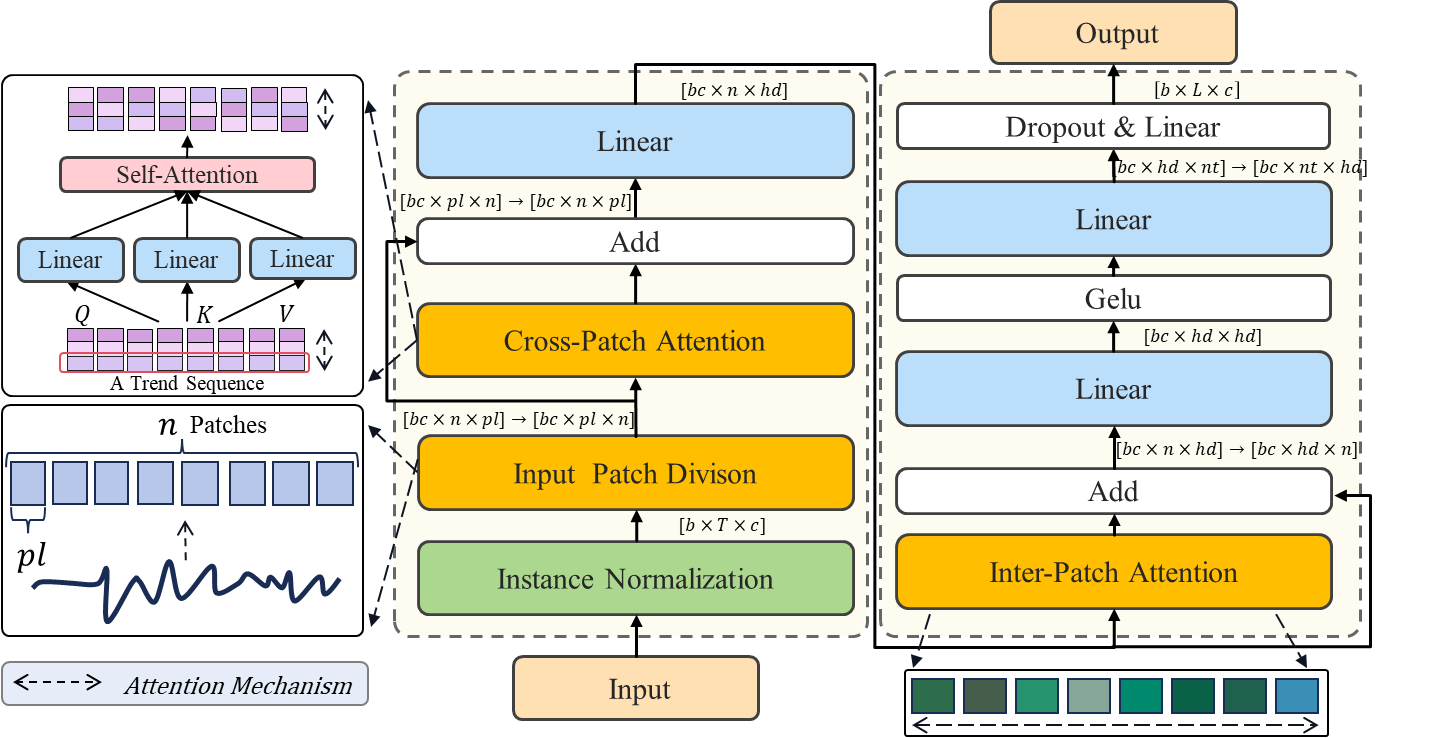 Self-Attention
Linear
Linear
Linear
Q
K
V
A Trend Sequence
n Patches
pl
Attention Mechanism
[bc × n × hd]
Linear
[bc × pl × n] → [bc × n × pl]
Add
Cross-Patch Attention
[bc × n × pl] → [bc × pl × n]
Input Patch Divison
[b × T × c]
Instance Normalization
Input
Output
[b × L × c]
Dropout & Linear
[bc × hd × nt] → [bc × nt × hd]
Linear
Gelu
[bc × hd × hd]
Linear
[bc × n × hd] → [bc × hd × n]
Add
Inter-Patch Attention